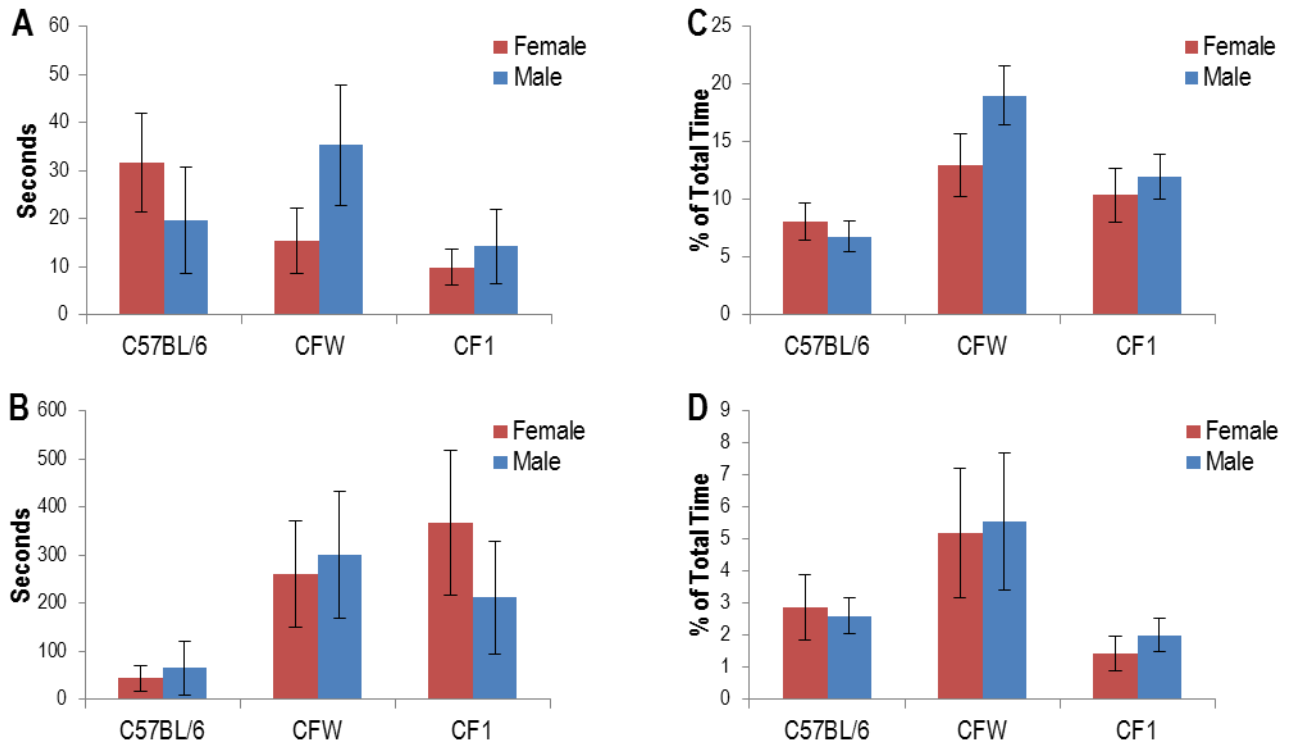 A
60
50
40
30
20
10
0
Seconds
Female
Male
C57BL/6 CFW CF1
C
25
20
15
10
5
0
% of Total Time
Female
Male
C57BL/6 CFW CF1
B
600
500
400
300
200
100
0
Seconds
Female
Male
C57BL/6 CFW CF1
D
9
8
7
6
5
4
3
2
1
0
% of Total Time
Female
Male
C57BL/6 CFW CF1